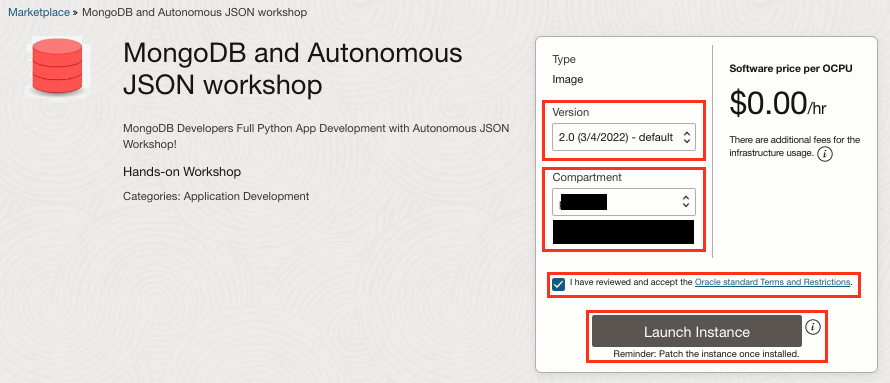 Marketplace » MongoDB and Autonomous JSON workshop
MongoDB and Autonomous
JSON workshop
MongoDB Developers Full Python App Development with Autonomous JSON
Workshop!
Hands-on Workshop
Categories: Application Development
Type
Image
Version
2.0 (3/4/2022) - default
Compartment
Software price per OCPU
$0.00/hr
There are additional fees for the
infrastructure usage. i
I have reviewed and accept the Oracle standard Terms and Restrictions.
Launch Instance i
Reminder: Patch the instance once installed.